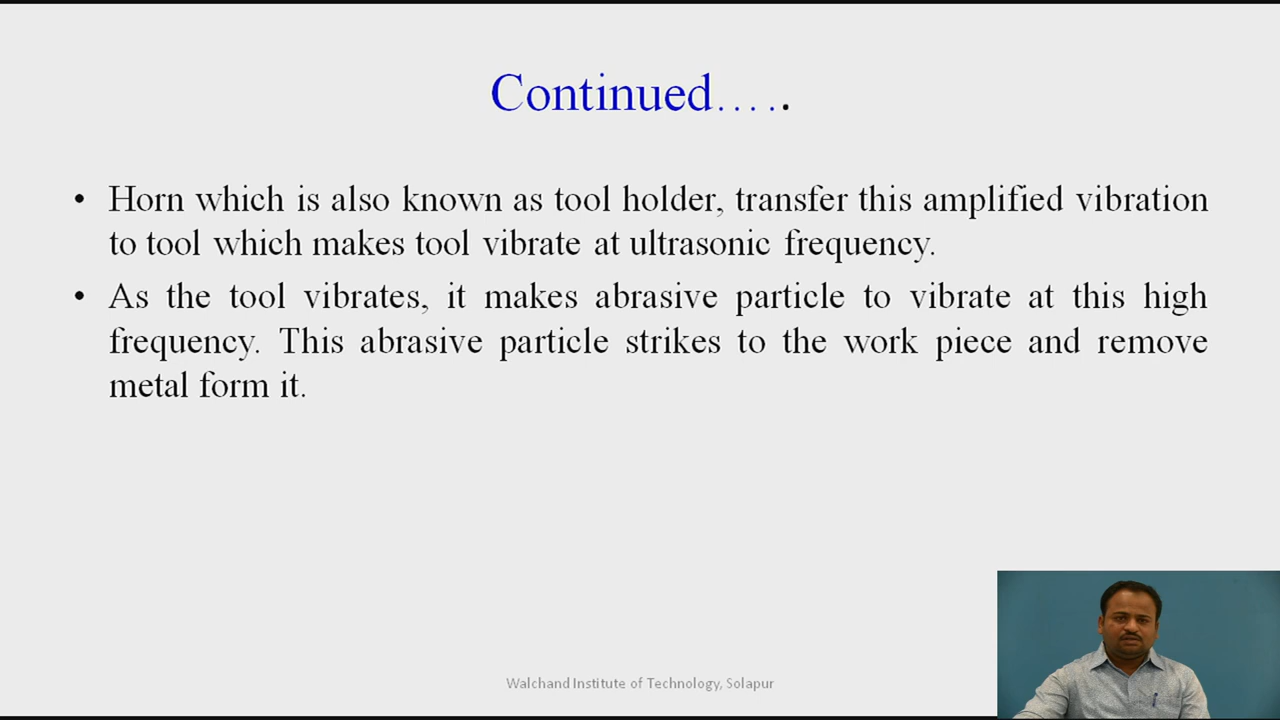 Continued.....
• Horn which is also known as tool holder, transfer this amplified vibration
to tool which makes tool vibrate at ultrasonic frequency.
• As the tool vibrates, it makes abrasive particle to vibrate at this high
frequency. This abrasive particle strikes to the work piece and remove
metal form it.
Walchand Institute of Technology, Solapur